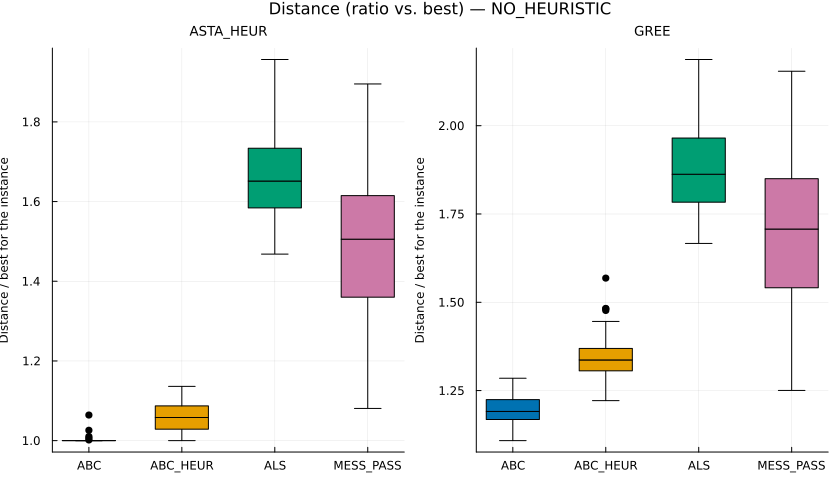 Distance (ratio vs. best) — NO_HEURISTIC
ASTA_HEUR
GREE
Distance / best for the instance
1.8
1.6
1.4
1.2
1.0
ABC
ABC_HEUR
ALS
MESS_PASS
Distance / best for the instance
2.00
1.75
1.50
1.25
ABC
ABC_HEUR
ALS
MESS_PASS